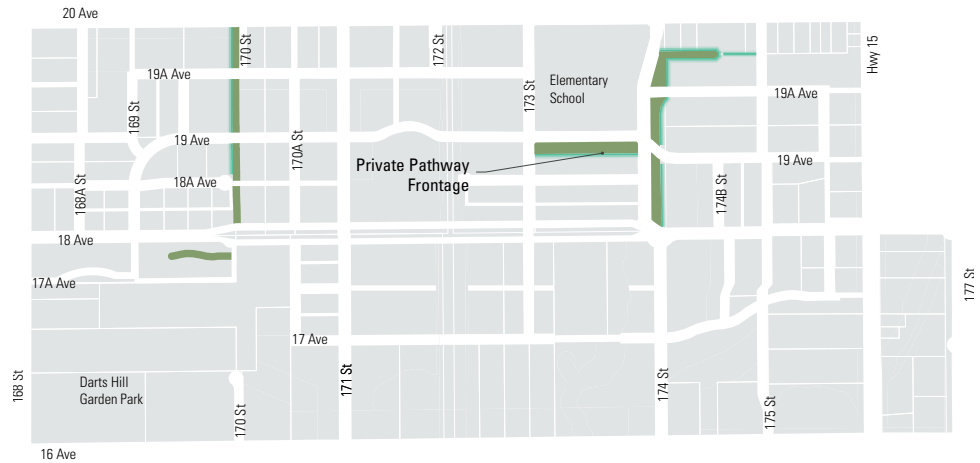 20 Ave
170 St
172 St
Hwy 15
19A Ave
173 St
Elementary
School
19A Ave
169 St
19 Ave
170A St
Private Pathway
Frontage
19 Ave
168A St
18A Ave
174B St
18 Ave
17A Ave
177 St
17 Ave
168 St
Darts Hill
Garden Park
171 St
174 St
175 St
170 St
16 Ave